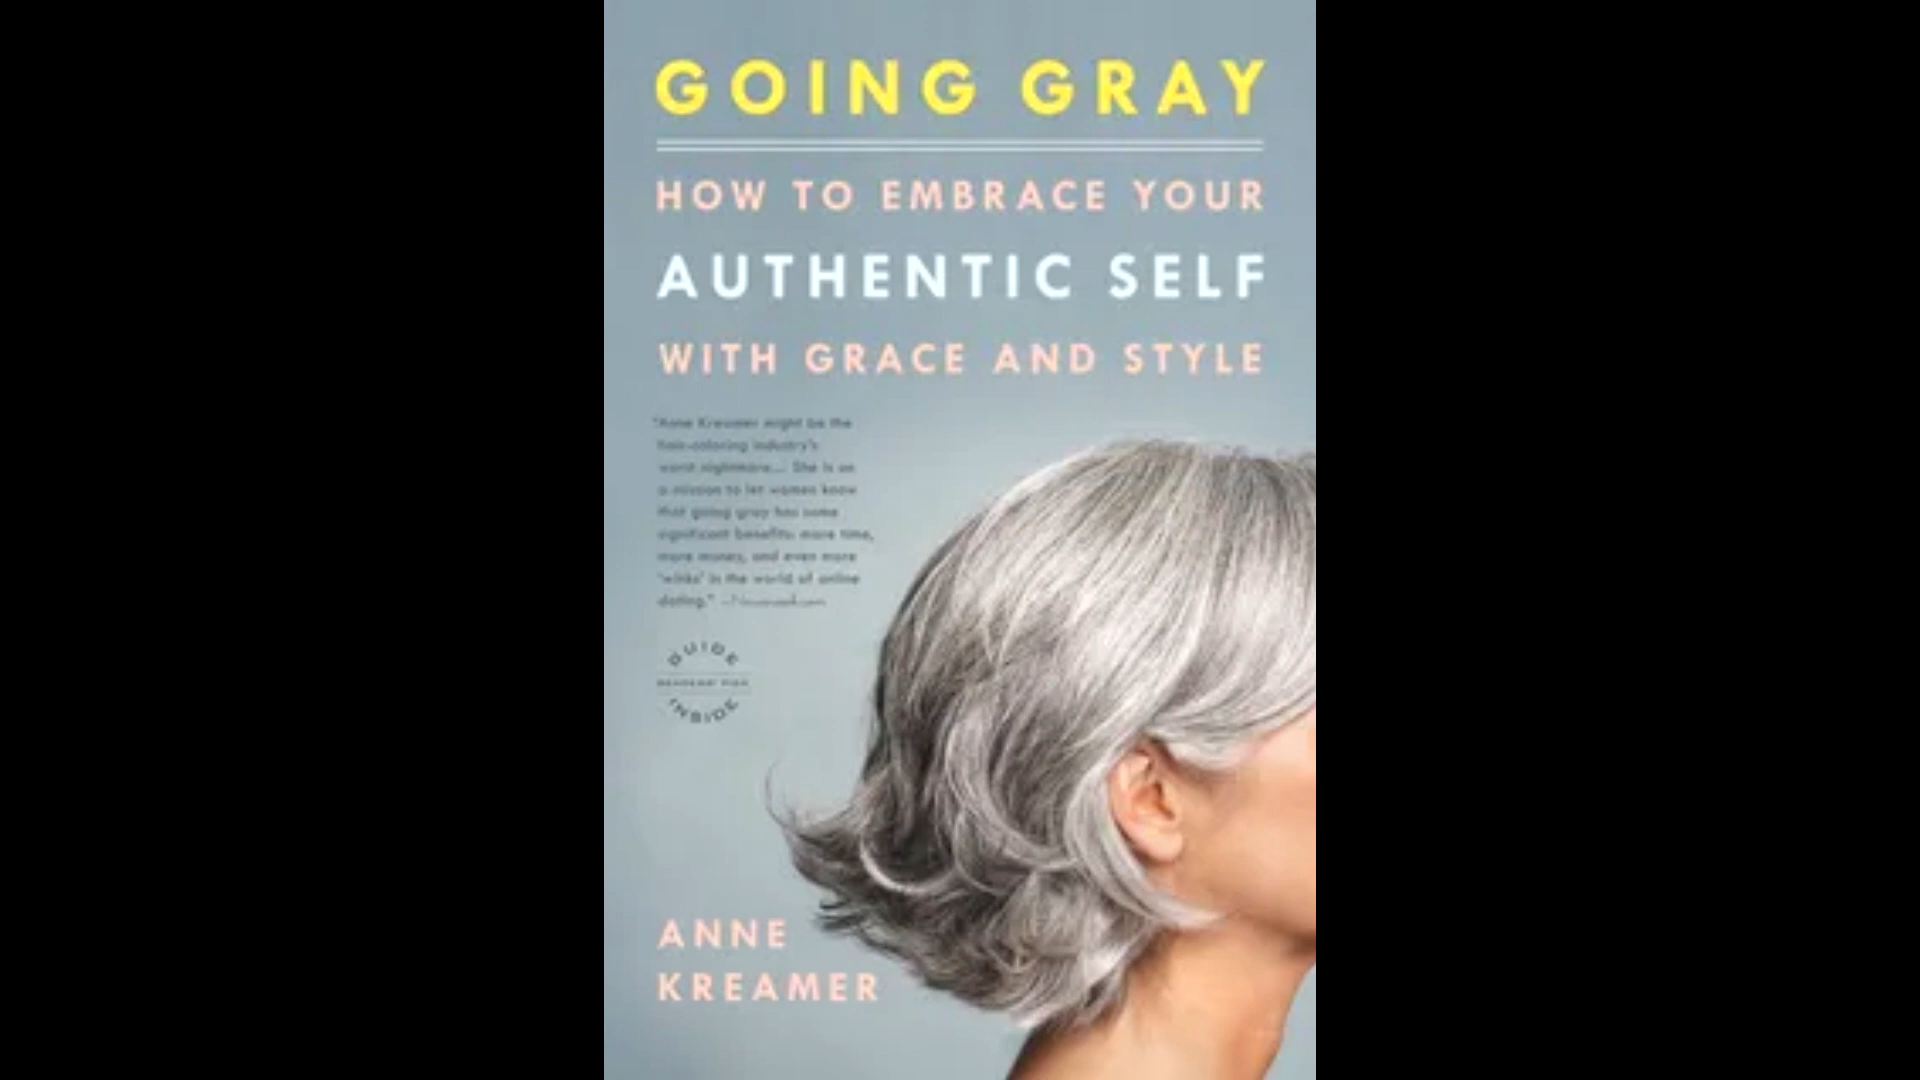 GOING GRAY
HOW TO EMBRACE YOUR
AUTHENTIC SELF
WITH GRACE AND STYLE
"Anne Kreamer might be the
hair-coloring industry's
worst nightmare.... She is on
a mission to let women know
that going gray has some
significant benefits: more time,
more money, and even more
'winks' in the world of online
dating."
GUIDE
INSIDE
ANNE
KREAMER